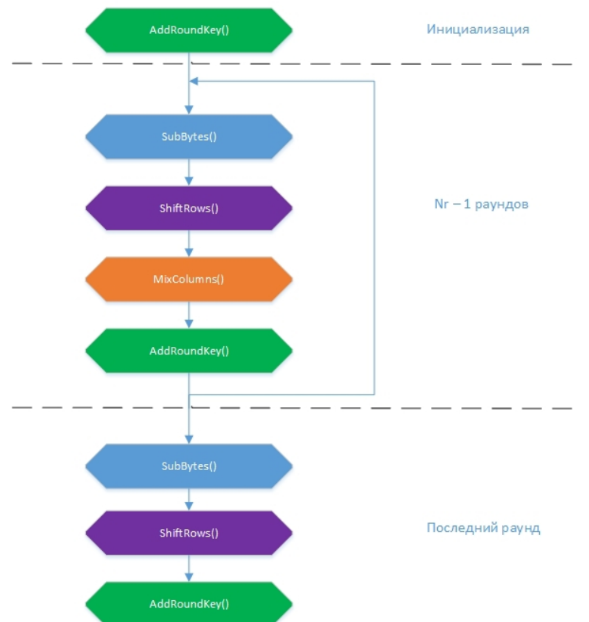 AddRoundKey()
Инициализация
SubBytes()
ShiftRows()
Nr – 1 раундов
MixColumns()
AddRoundKey()
SubBytes()
ShiftRows()
Последний раунд
AddRoundKey()